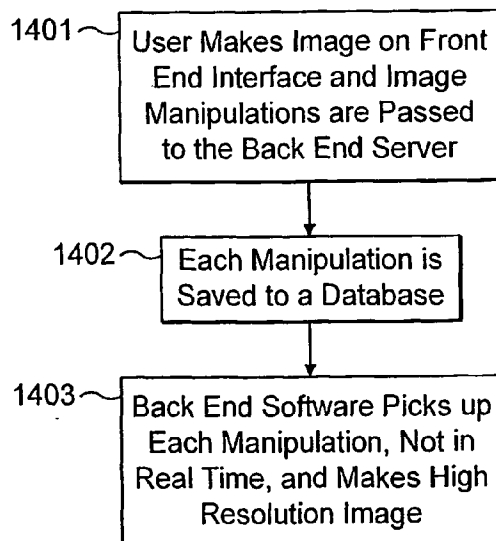 1401
User Makes Image on Front
End Interface and Image
Manipulations are Passed
to the Back End Server
1402
Each Manipulation is
Saved to a Database
1403
Back End Software Picks up
Each Manipulation, Not in
Real Time, and Makes High
Resolution Image